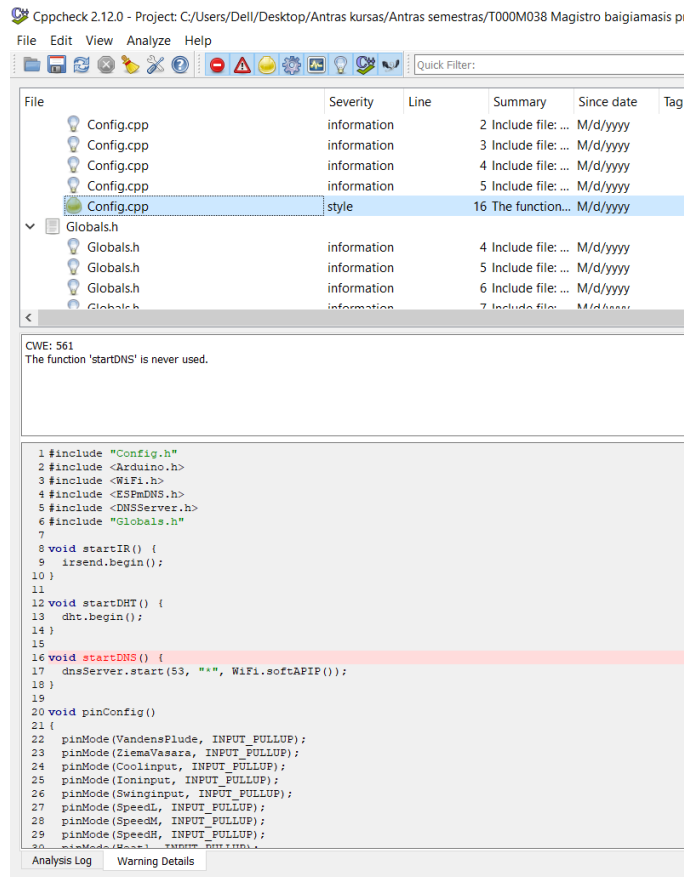 Cppcheck 2.12.0 - Project: C:/Users/Dell/Desktop/Antras kursas/Antras semestras/T000M038 Magistro baigiamasis
File Edit View Analyze Help
Quick Filter:
File Severity Line Summary Since date Tag
Config.cpp information 2 Include file: ... M/d/yyyy
Config.cpp information 3 Include file: ... M/d/yyyy
Config.cpp information 4 Include file: ... M/d/yyyy
Config.cpp information 5 Include file: ... M/d/yyyy
Config.cpp style 16 The function... M/d/yyyy
Globals.h
Globals.h information 4 Include file: ... M/d/yyyy
Globals.h information 5 Include file: ... M/d/yyyy
Globals.h information 6 Include file: ... M/d/yyyy
Globals.h information 7 Include file: M/d/yyyy
CWE: 561
The function 'startDNS' is never used.
1 #include "Config.h"
2 #include <Arduino.h>
3 #include <WiFi.h>
4 #include <ESPmDNS.h>
5 #include <DNSServer.h>
6 #include "Globals.h"
7
8 void startIR() {
9 irsend.begin();
10 }
11
12 void startDHT() {
13 dht.begin();
14 }
15
16 void startDNS() {
17 dnsServer.start(53, "*", WiFi.softAPIP());
18 }
19
20 void pinConfig()
21 {
22 pinMode(VandensPlude, INPUT_PULLUP);
23 pinMode(ZiemaVasara, INPUT_PULLUP);
24 pinMode(Coolinput, INPUT_PULLUP);
25 pinMode(Ioninput, INPUT_PULLUP);
26 pinMode(Swinginput, INPUT_PULLUP);
27 pinMode(SpeedL, INPUT_PULLUP);
28 pinMode(SpeedM, INPUT_PULLUP);
29 pinMode(SpeedH, INPUT_PULLUP);
Analysis Log Warning Details